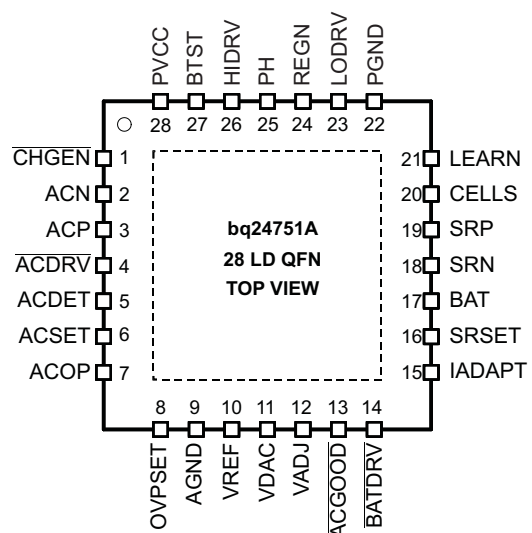 PVCC BTST HIDRV PH REGN LODRV PGND
28 27 26 25 24 23 22
CHGEN 1
ACN 2
ACP 3
ACDRV 4
ACDET 5
ACSET 6
ACOP 7
bq24751A
28 LD QFN
TOP VIEW
21 LEARN
20 CELLS
19 SRP
18 SRN
17 BAT
16 SRSET
15 IADAPT
8 9 10 11 12 13 14
OVPSET AGND VREF VDAC VADJ ACGOOD BATDRV